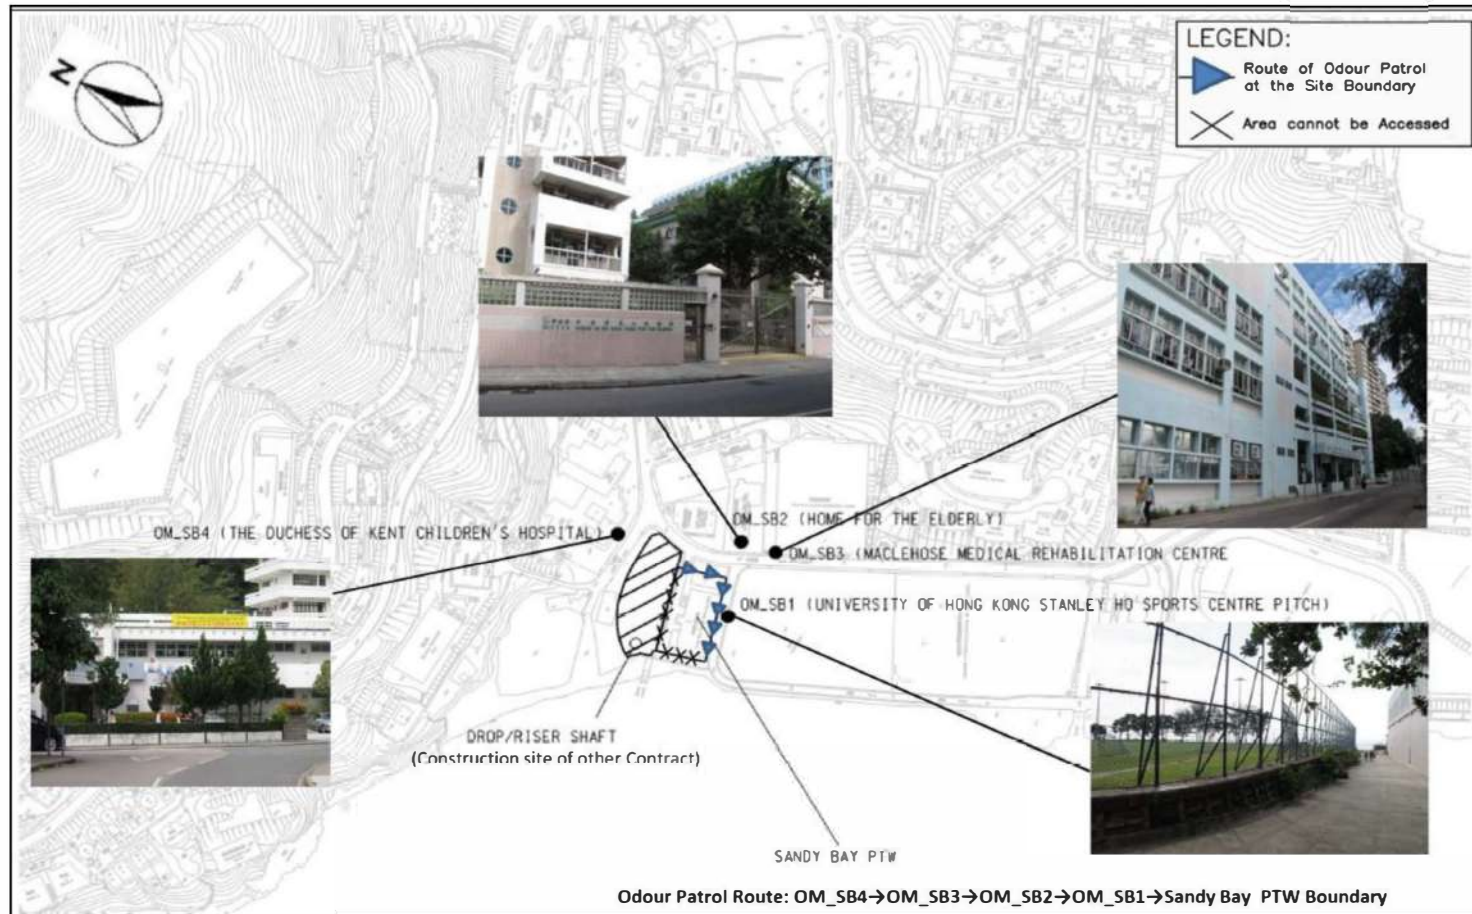 LEGEND:
Route of Odour Patrol
at the Site Boundary
Area cannot be Accessed
N
OM_SB4 (THE DUCHESS OF KENT CHILDREN'S HOSPITAL)
OM_SB2 (HOME FOR THE ELDERLY)
OM_SB3 (MACLEHOSE MEDICAL REHABILITATION CENTRE
OM_SB1 (UNIVERSITY OF HONG KONG STANLEY HO SPORTS CENTRE PITCH)
DROP/RISER SHAFT
(Construction site of other Contract)
SANDY BAY PTW
Odour Patrol Route: OM_SB4→OM_SB3→OM_SB2→OM_SB1→Sandy Bay PTW Boundary